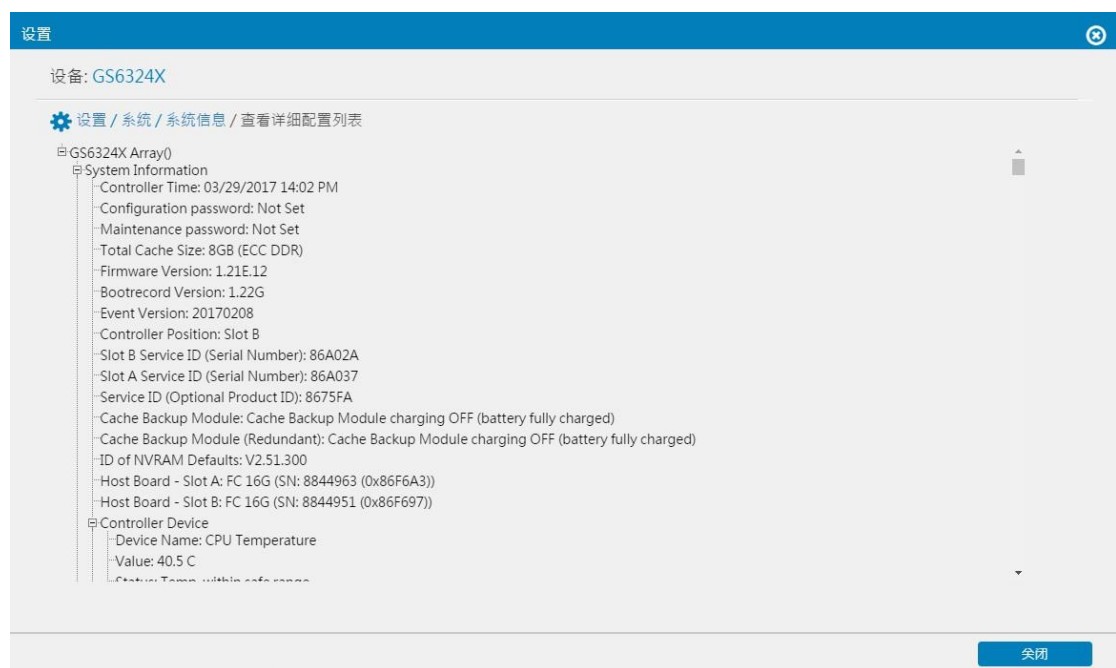 设置
设备: GS6324X
设置 / 系统 / 系统信息 / 查看详细配置列表
GS6324X Array()
System Information
Controller Time: 03/29/2017 14:02 PM
Configuration password: Not Set
Maintenance password: Not Set
Total Cache Size: 8GB (ECC DDR)
Firmware Version: 1.21E.12
Bootrecord Version: 1.22G
Event Version: 20170208
Controller Position: Slot B
Slot B Service ID (Serial Number): 86A02A
Slot A Service ID (Serial Number): 86A037
Service ID (Optional Product ID): 8675FA
Cache Backup Module: Cache Backup Module charging OFF (battery fully charged)
Cache Backup Module (Redundant): Cache Backup Module charging OFF (battery fully charged)
ID of NVRAM Defaults: V2.51.300
Host Board - Slot A: FC 16G (SN: 8844963 (0x86F6A3))
Host Board - Slot B: FC 16G (SN: 8844951 (0x86F697))
Controller Device
Device Name: CPU Temperature
Value: 40.5 C
Status: Temp. within safe range
关闭